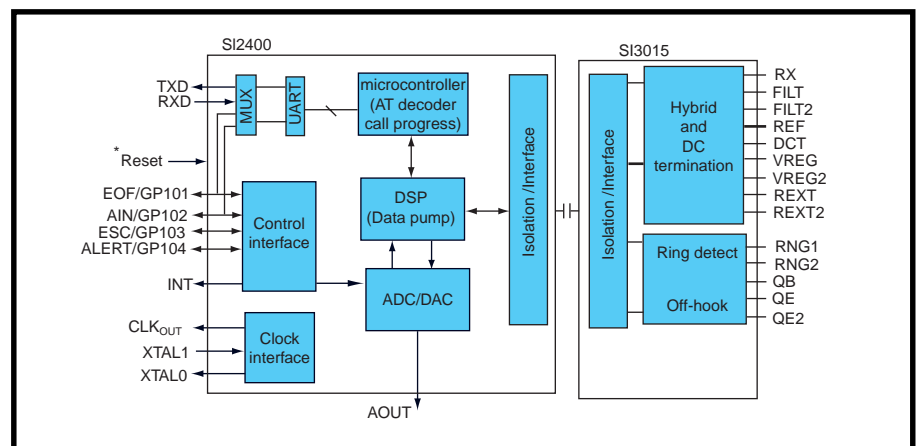 SI2400
SI3015
TXD
RXD
*Reset
EOF/GP101
AIN/GP102
ESC/GP103
ALERT/GP104
INT
CLKOUT
XTAL1
XTAL0
MUX
UART
microcontroller
(AT decoder
call progress)
Control
interface
DSP
(Data pump)
ADC/DAC
Clock
interface
AOUT
Isolation /Interface
Isolation /Interface
Hybrid
and
DC
termination
Ring detect
Off-hook
RX
FILT
FILT2
REF
DCT
VREG
VREG2
REXT
REXT2
RNG1
RNG2
QB
QE
QE2